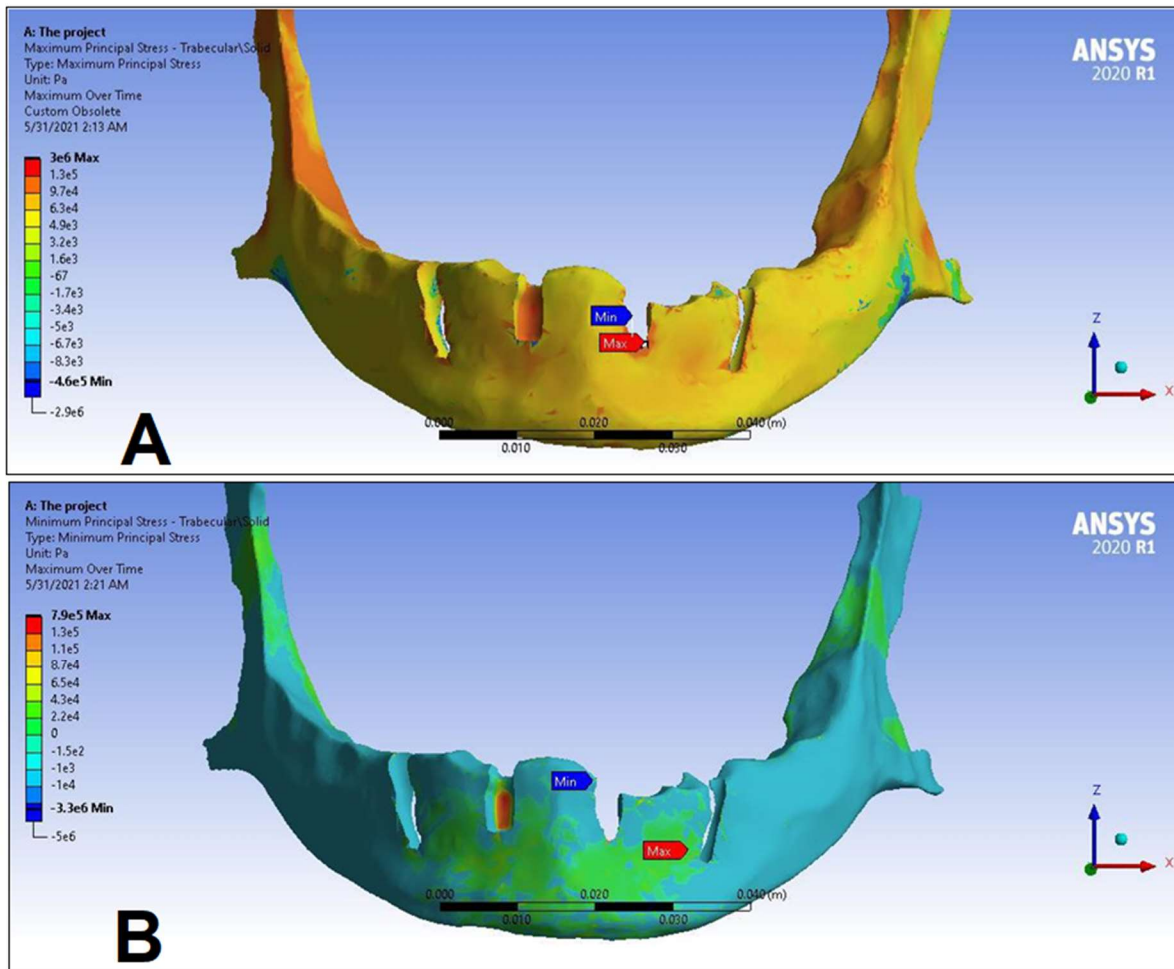 A: The project
Maximum Principal Stress - Trabecular\Solid
Type: Maximum Principal Stress
Unit: Pa
Maximum Over Time
Custom Obsolete
5/31/2021 2:13 AM
ANSYS
2020 R1
3e6 Max
1.3e5
9.7e4
6.3e4
4.9e3
3.2e3
1.6e3
-67
-1.7e3
-3.4e3
-5e3
-6.7e3
-8.3e3
-4.6e5 Min
-2.9e6
Min
Max
Z
X
0.000
0.020
0.040 (m)
0.010
0.030
A
A: The project
Minimum Principal Stress - Trabecular\Solid
Type: Minimum Principal Stress
Unit: Pa
Maximum Over Time
5/31/2021 2:21 AM
ANSYS
2020 R1
7.9e5 Max
1.3e5
1.1e5
8.7e4
6.5e4
4.3e4
2.2e4
0
-1.5e2
-1e3
-1e4
-3.3e6 Min
-5e6
Min
Max
Z
X
0.000
0.020
0.040 (m)
0.010
0.030
B